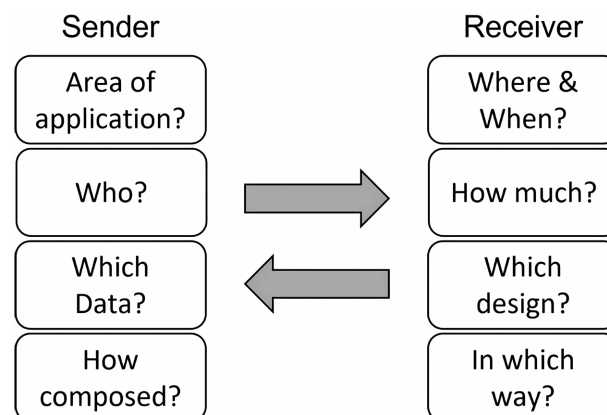 Sender
Receiver
Area of
application?
Where &
When?
Who?
How much?
Which
Data?
Which
design?
How
composed?
In which
way?